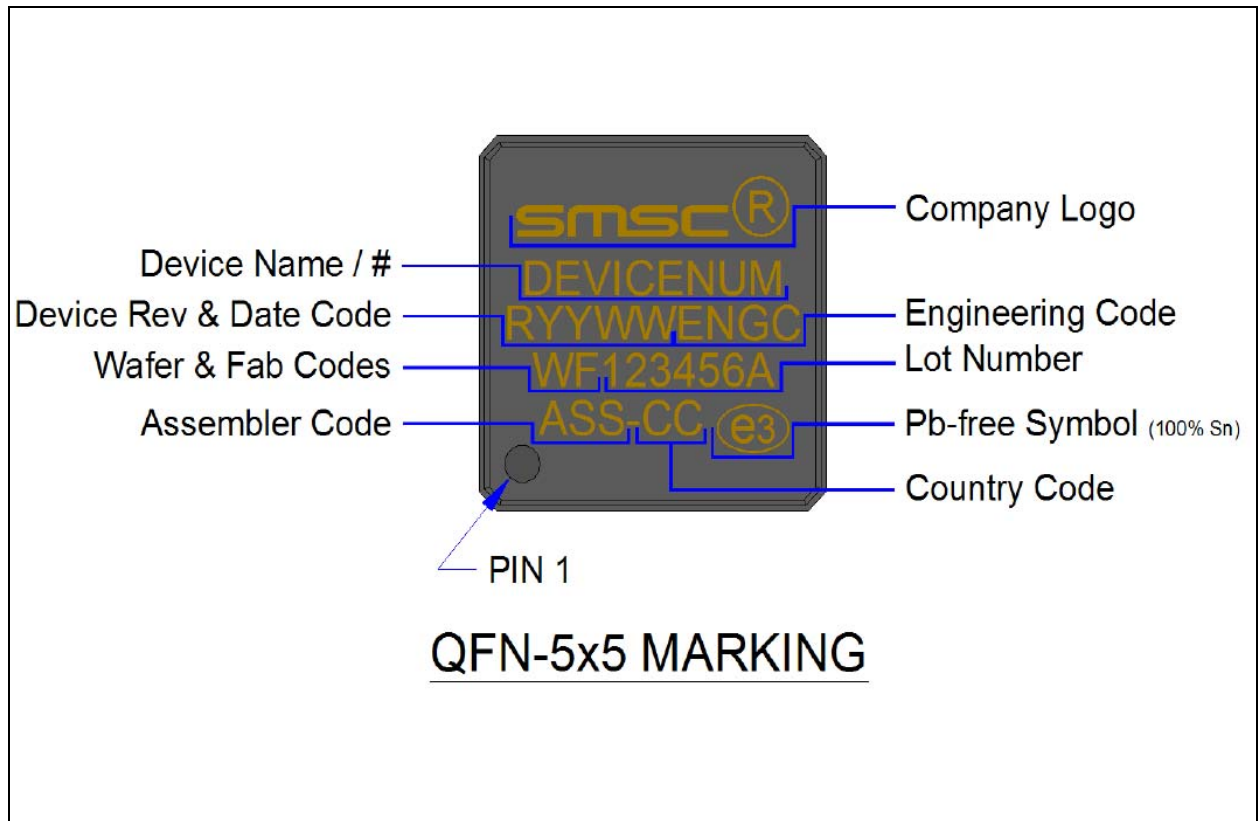 smsc®
Company Logo
Device Name / #
DEVICENUM
Device Rev & Date Code
RYYWWENGC
Engineering Code
Wafer & Fab Codes
WF123456A
Lot Number
Assembler Code
ASS-CC
e3
Pb-free Symbol (100% Sn)
Country Code
PIN 1
QFN-5x5 MARKING